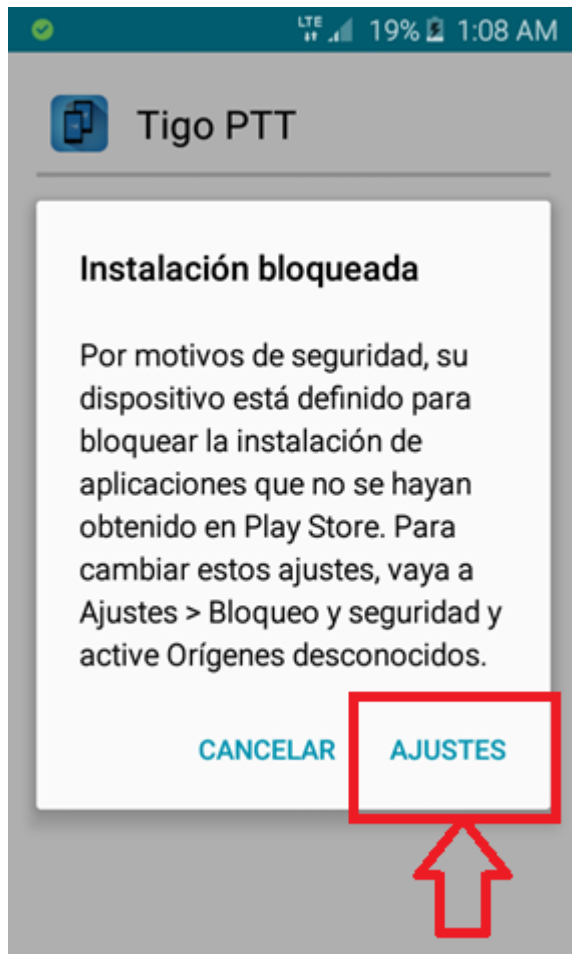 LTE 19% 1:08 AM
Tigo PTT
Instalación bloqueada
Por motivos de seguridad, su
dispositivo está definido para
bloquear la instalación de
aplicaciones que no se hayan
obtenido en Play Store. Para
cambiar estos ajustes, vaya a
Ajustes > Bloqueo y seguridad y
active Orígenes desconocidos.
CANCELAR AJUSTES